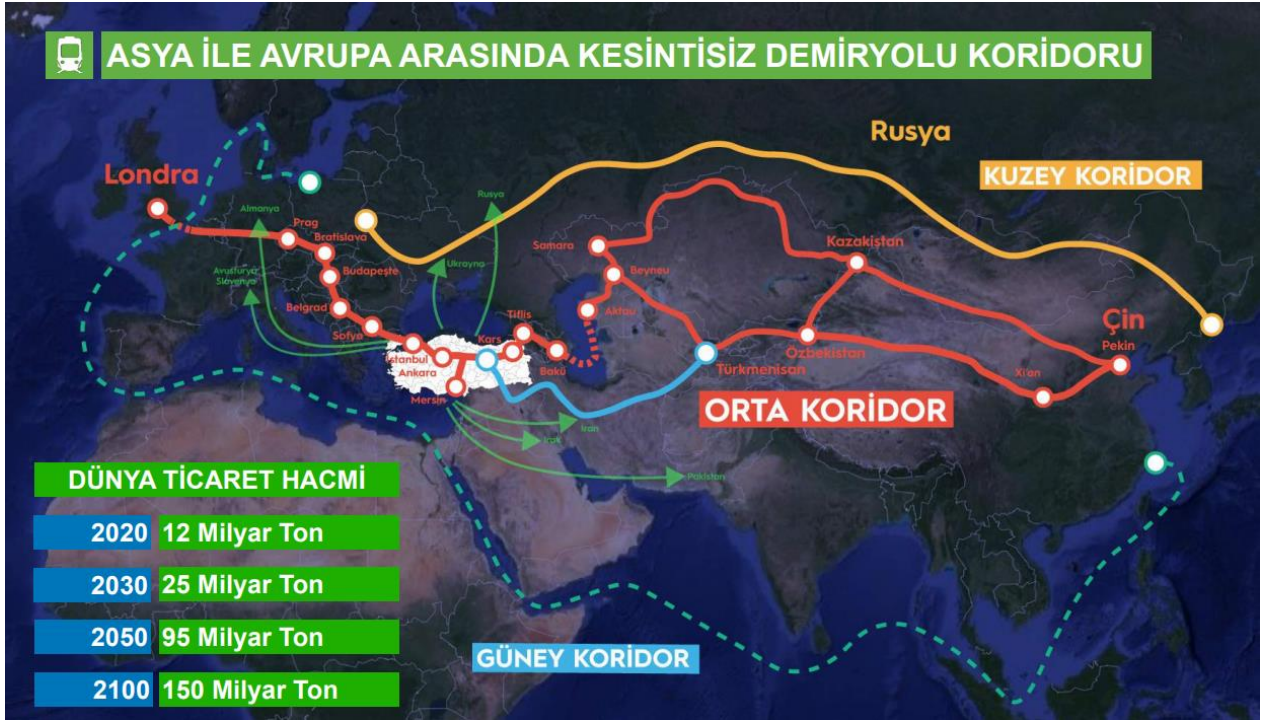 ASYA İLE AVRUPA ARASINDA KESİNTİSİZ DEMİRYOLU KORİDORU
Rusya
KUZEY KORİDOR
Londra
Rusya
Almanya
Prag
Bratislava
Samara
Kazakistan
Avusturya
Slovenya
Budapeşte
Ukrayna
Beyneu
Belgrad
Aktau
Tiflis
Çin
Sofya
Kars
Pekin
İstanbul
Ankara
Bakü
Türkmenisan
Özbekistan
Xi'an
Mersin
ORTA KORİDOR
İran
Irak
Pakistan
DÜNYA TİCARET HACMİ
2020 12 Milyar Ton
2030 25 Milyar Ton
2050 95 Milyar Ton
2100 150 Milyar Ton
GÜNEY KORİDOR